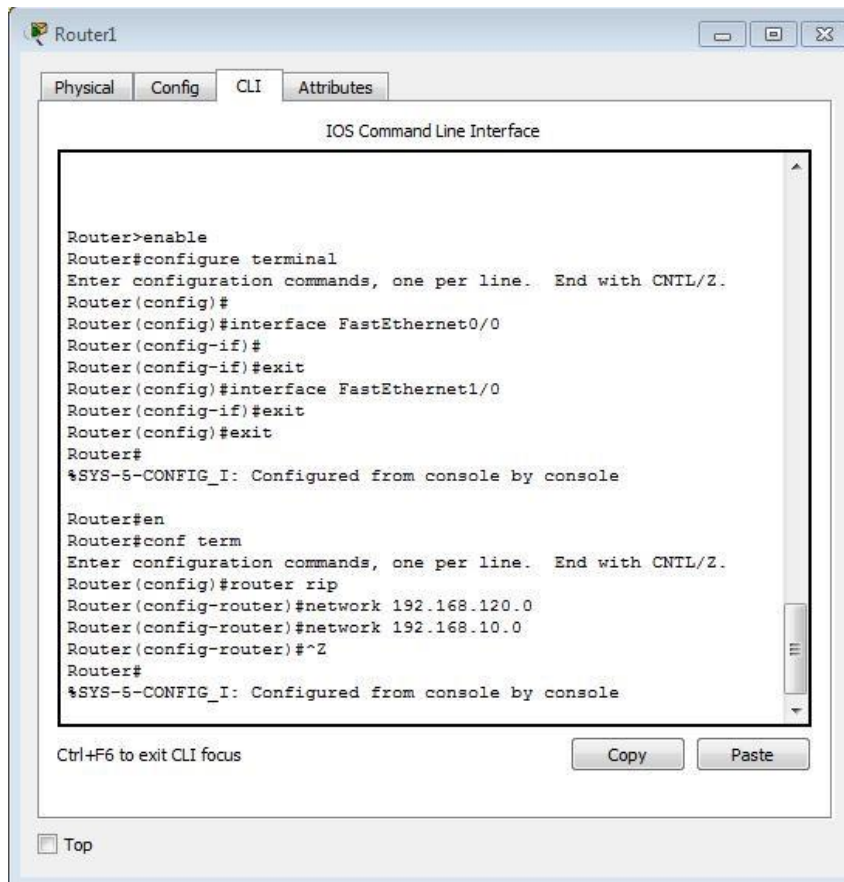 Router1
Physical Config CLI Attributes
IOS Command Line Interface
Router>enable
Router#configure terminal
Enter configuration commands, one per line.  End with CNTL/Z.
Router(config)#
Router(config)#interface FastEthernet0/0
Router(config-if)#
Router(config-if)#exit
Router(config)#interface FastEthernet1/0
Router(config-if)#exit
Router(config)#exit
Router#
%SYS-5-CONFIG_I: Configured from console by console
Router#en
Router#conf term
Enter configuration commands, one per line.  End with CNTL/Z.
Router(config)#router rip
Router(config-router)#network 192.168.120.0
Router(config-router)#network 192.168.10.0
Router(config-router)#^Z
Router#
%SYS-5-CONFIG_I: Configured from console by console
Ctrl+F6 to exit CLI focus
Copy Paste
Top